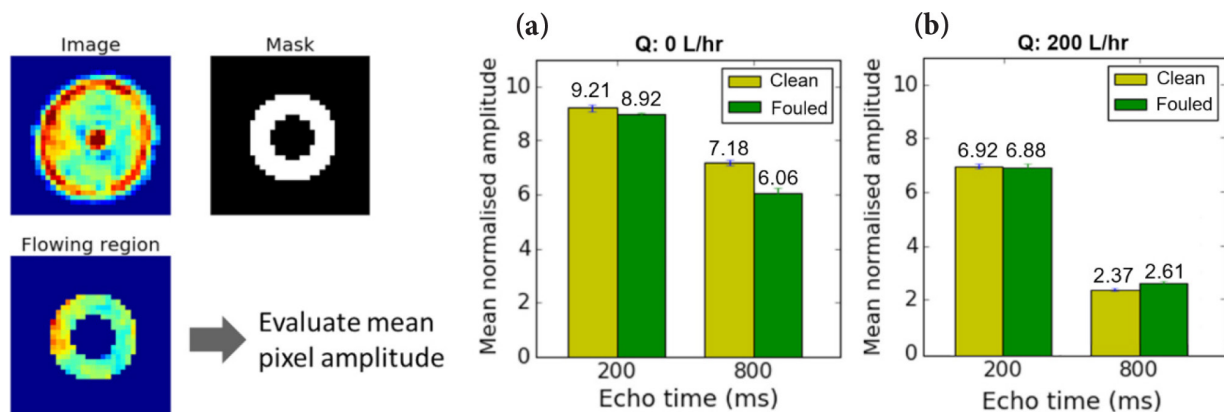 Image
Mask
Flowing region
Evaluate mean
pixel amplitude
(a)
Q: 0 L/hr
Mean normalised amplitude
10
8
6
4
2
0
9.21
8.92
7.18
6.06
Clean
Fouled
200
800
Echo time (ms)
(b)
Q: 200 L/hr
Mean normalised amplitude
10
8
6
4
2
0
6.92
6.88
2.37
2.61
Clean
Fouled
200
800
Echo time (ms)